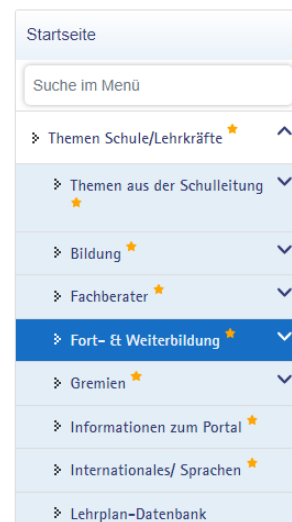 Startseite
Suche im Menü
Themen Schule/Lehrkräfte
Themen aus der Schulleitung
Bildung
Fachberater
Fort- & Weiterbildung
Gremien
Informationen zum Portal
Internationales/ Sprachen
Lehrplan-Datenbank